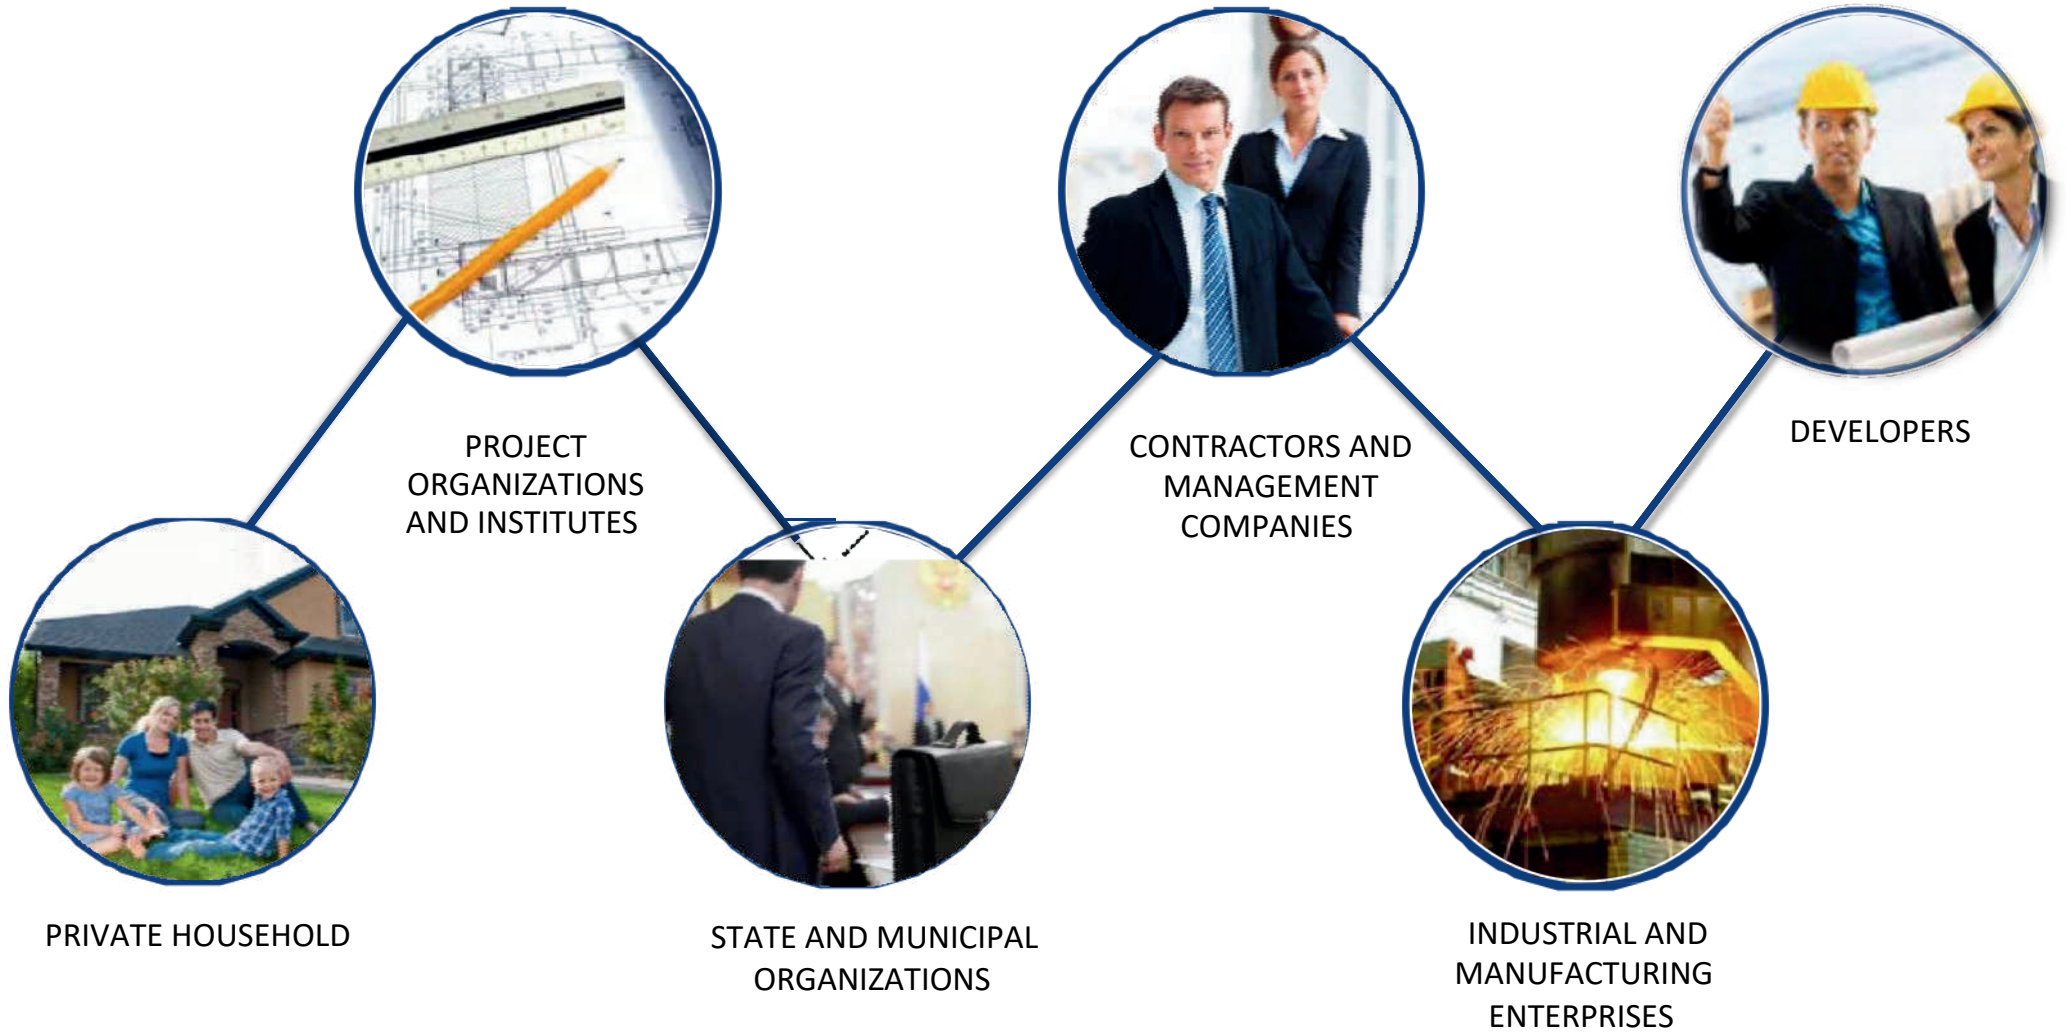 PROJECT
ORGANIZATIONS
AND INSTITUTES
CONTRACTORS AND
MANAGEMENT
COMPANIES
DEVELOPERS
PRIVATE HOUSEHOLD
STATE AND MUNICIPAL
ORGANIZATIONS
INDUSTRIAL AND
MANUFACTURING
ENTERPRISES